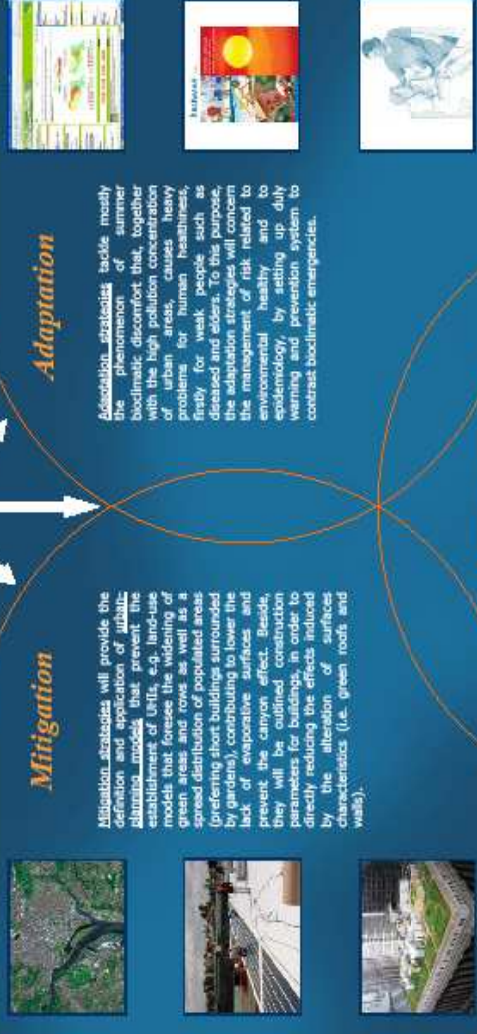 Mitigation
Mitigation strategies will provide the
definition and application of urban-
planning models that prevent the
establishment of UHIs, e.g. land-use
models that foresee the widening of
green areas and rows as well as a
spread distribution of populated areas
(preferring short buildings surrounded
by gardens), contributing to lower the
lack of evaporative surfaces and
prevent the canyon effect. Beside,
they will be outlined construction
parameters for buildings, in order to
directly reducing the effects induced
by the alteration of surfaces
characteristics (i.e. green roofs and
walls).
Adaptation
Adaptation strategies tackle mostly
the phenomenon of summer
bioclimatic discomfort that, together
with the high pollution concentration
of urban areas, causes heavy
problems for human healthiness,
firstly for weak people such as
diseased and elders. To this purpose,
the adaptation strategies will concern
the management of risk related to
environmental healthy and to
epidemiology, by setting up duly
warning and prevention system to
contrast bioclimatic emergencies.